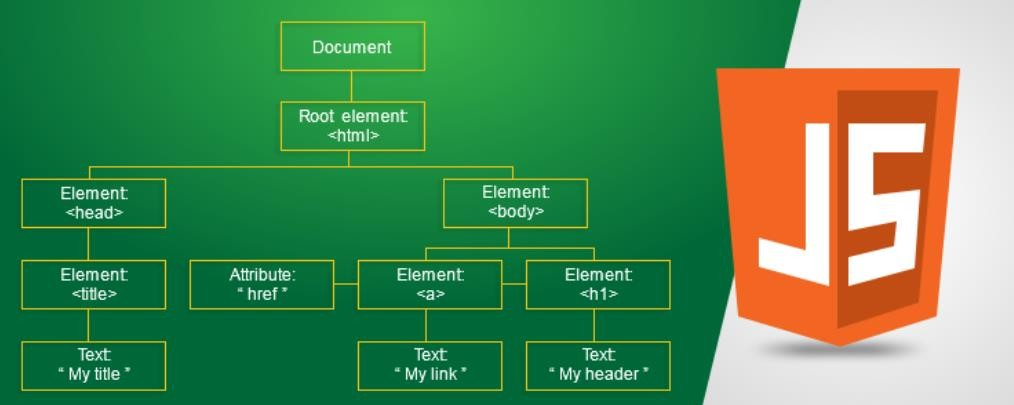 Document
Root element:
<html>
Element:
<head>
Element:
<body>
Element:
<title>
Attribute:
“ href ”
Element:
<a>
Element:
<h1>
Text:
“ My title ”
Text:
“ My link ”
Text:
“ My header ”
JS